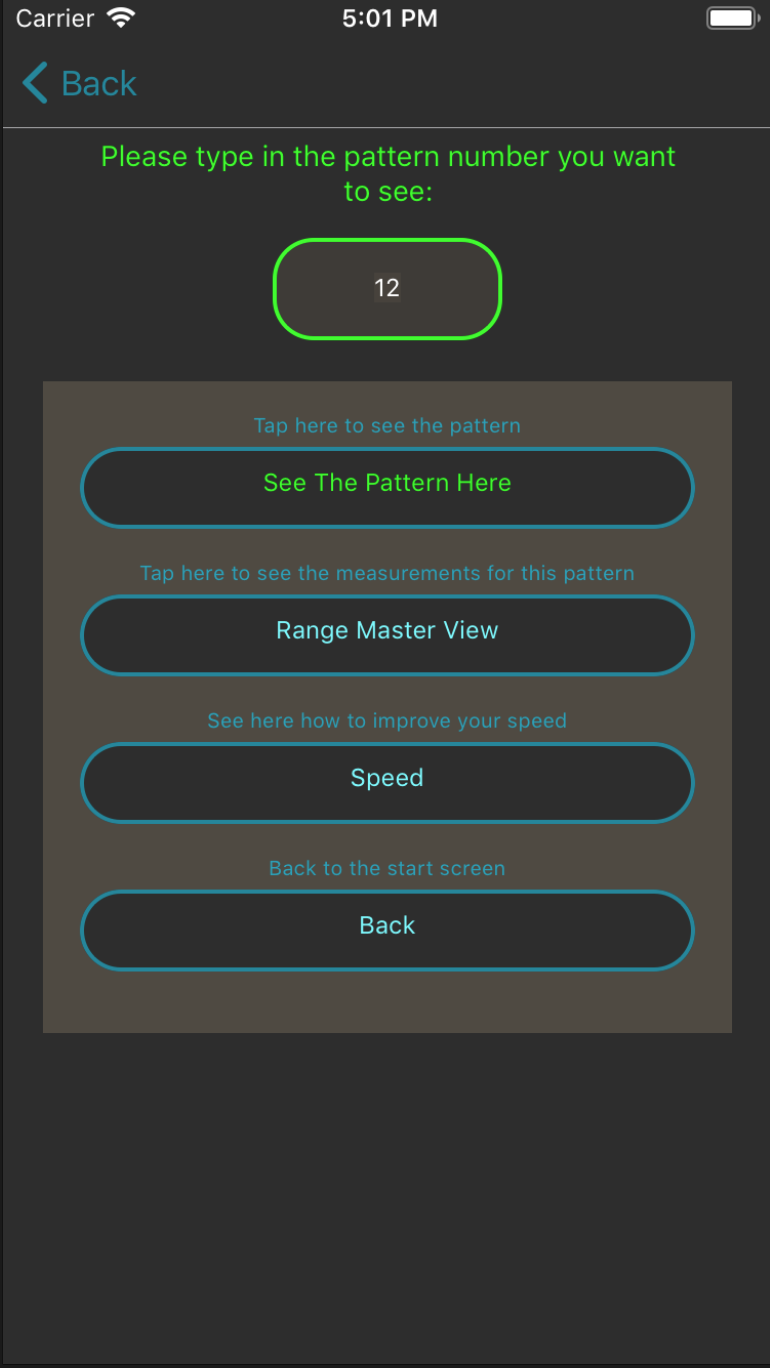 Carrier 5:01 PM
Back
Please type in the pattern number you want
to see:
12
Tap here to see the pattern
See The Pattern Here
Tap here to see the measurements for this pattern
Range Master View
See here how to improve your speed
Speed
Back to the start screen
Back